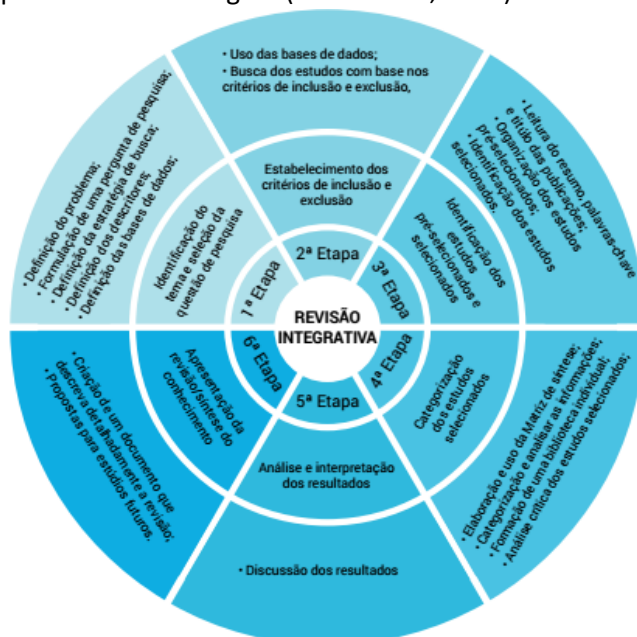 REVISÃO
INTEGRATIVA
1ª Etapa
Identificação do
tema e seleção da
questão de pesquisa
• Definição do problema;
• Formulação de uma pergunta de pesquisa;
• Definição da estratégia de busca;
• Definição dos descritores;
• Definição das bases de dados;
2ª Etapa
Estabelecimento dos
critérios de inclusão e
exclusão
• Uso das bases de dados;
• Busca dos estudos com base nos
critérios de inclusão e exclusão,
3ª Etapa
Identificação dos
estudos
pré-selecionados e
selecionados
• Leitura do resumo, palavras-chave
e título das publicações;
• Organização dos estudos
pré-selecionados;
• Identificação dos estudos
selecionados.
4ª Etapa
Categorização
dos estudos
selecionados
• Elaboração e uso da Matriz de síntese;
• Categorização e analisar as informações;
• Formação de uma biblioteca individual;
• Análise crítica dos estudos selecionados;
5ª Etapa
Análise e interpretação
dos resultados
• Discussão dos resultados
6ª Etapa
Apresentação da
revisão/síntese do
conhecimento
• Criação de um documento que
descreva detalhadamente a revisão;
• Propostas para estúdios futuros.